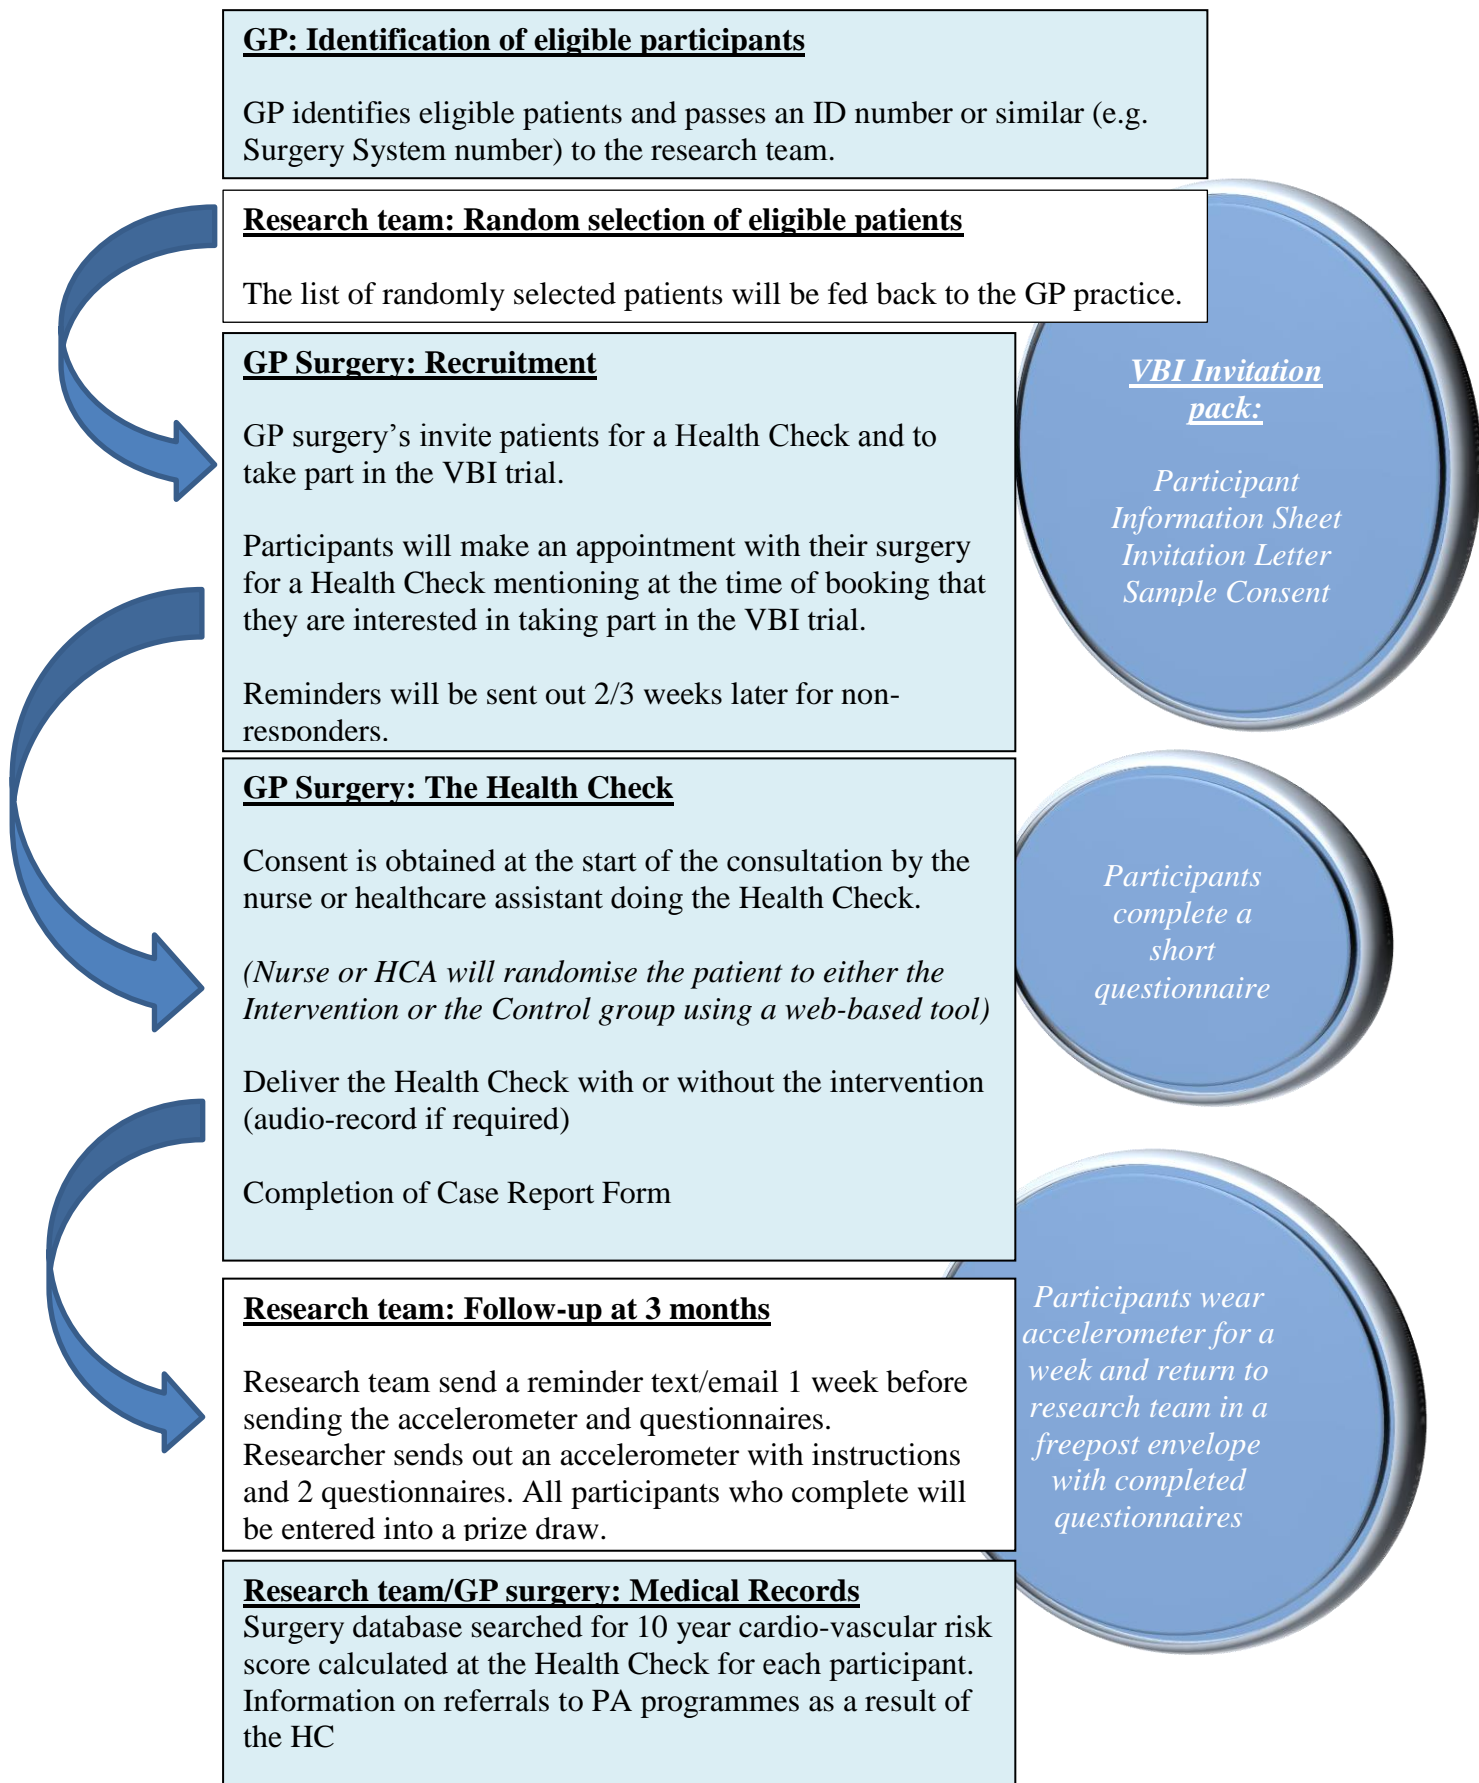 GP: Identification of eligible participants
GP identifies eligible patients and passes an ID number or similar (e.g.
Surgery System number) to the research team.
Research team: Random selection of eligible patients
The list of randomly selected patients will be fed back to the GP practice.
GP Surgery: Recruitment
GP surgery’s invite patients for a Health Check and to
take part in the VBI trial.
Participants will make an appointment with their surgery
for a Health Check mentioning at the time of booking that
they are interested in taking part in the VBI trial.
Reminders will be sent out 2/3 weeks later for non-
responders.
VBI Invitation
pack:
Participant
Information Sheet
Invitation Letter
Sample Consent
GP Surgery: The Health Check
Consent is obtained at the start of the consultation by the
nurse or healthcare assistant doing the Health Check.
(Nurse or HCA will randomise the patient to either the
Intervention or the Control group using a web-based tool)
Deliver the Health Check with or without the intervention
(audio-record if required)
Completion of Case Report Form
Participants
complete a
short
questionnaire
Research team: Follow-up at 3 months
Research team send a reminder text/email 1 week before
sending the accelerometer and questionnaires.
Researcher sends out an accelerometer with instructions
and 2 questionnaires. All participants who complete will
be entered into a prize draw.
Participants wear
accelerometer for a
week and return to
research team in a
freepost envelope
with completed
questionnaires
Research team/GP surgery: Medical Records
Surgery database searched for 10 year cardio-vascular risk
score calculated at the Health Check for each participant.
Information on referrals to PA programmes as a result of
the HC